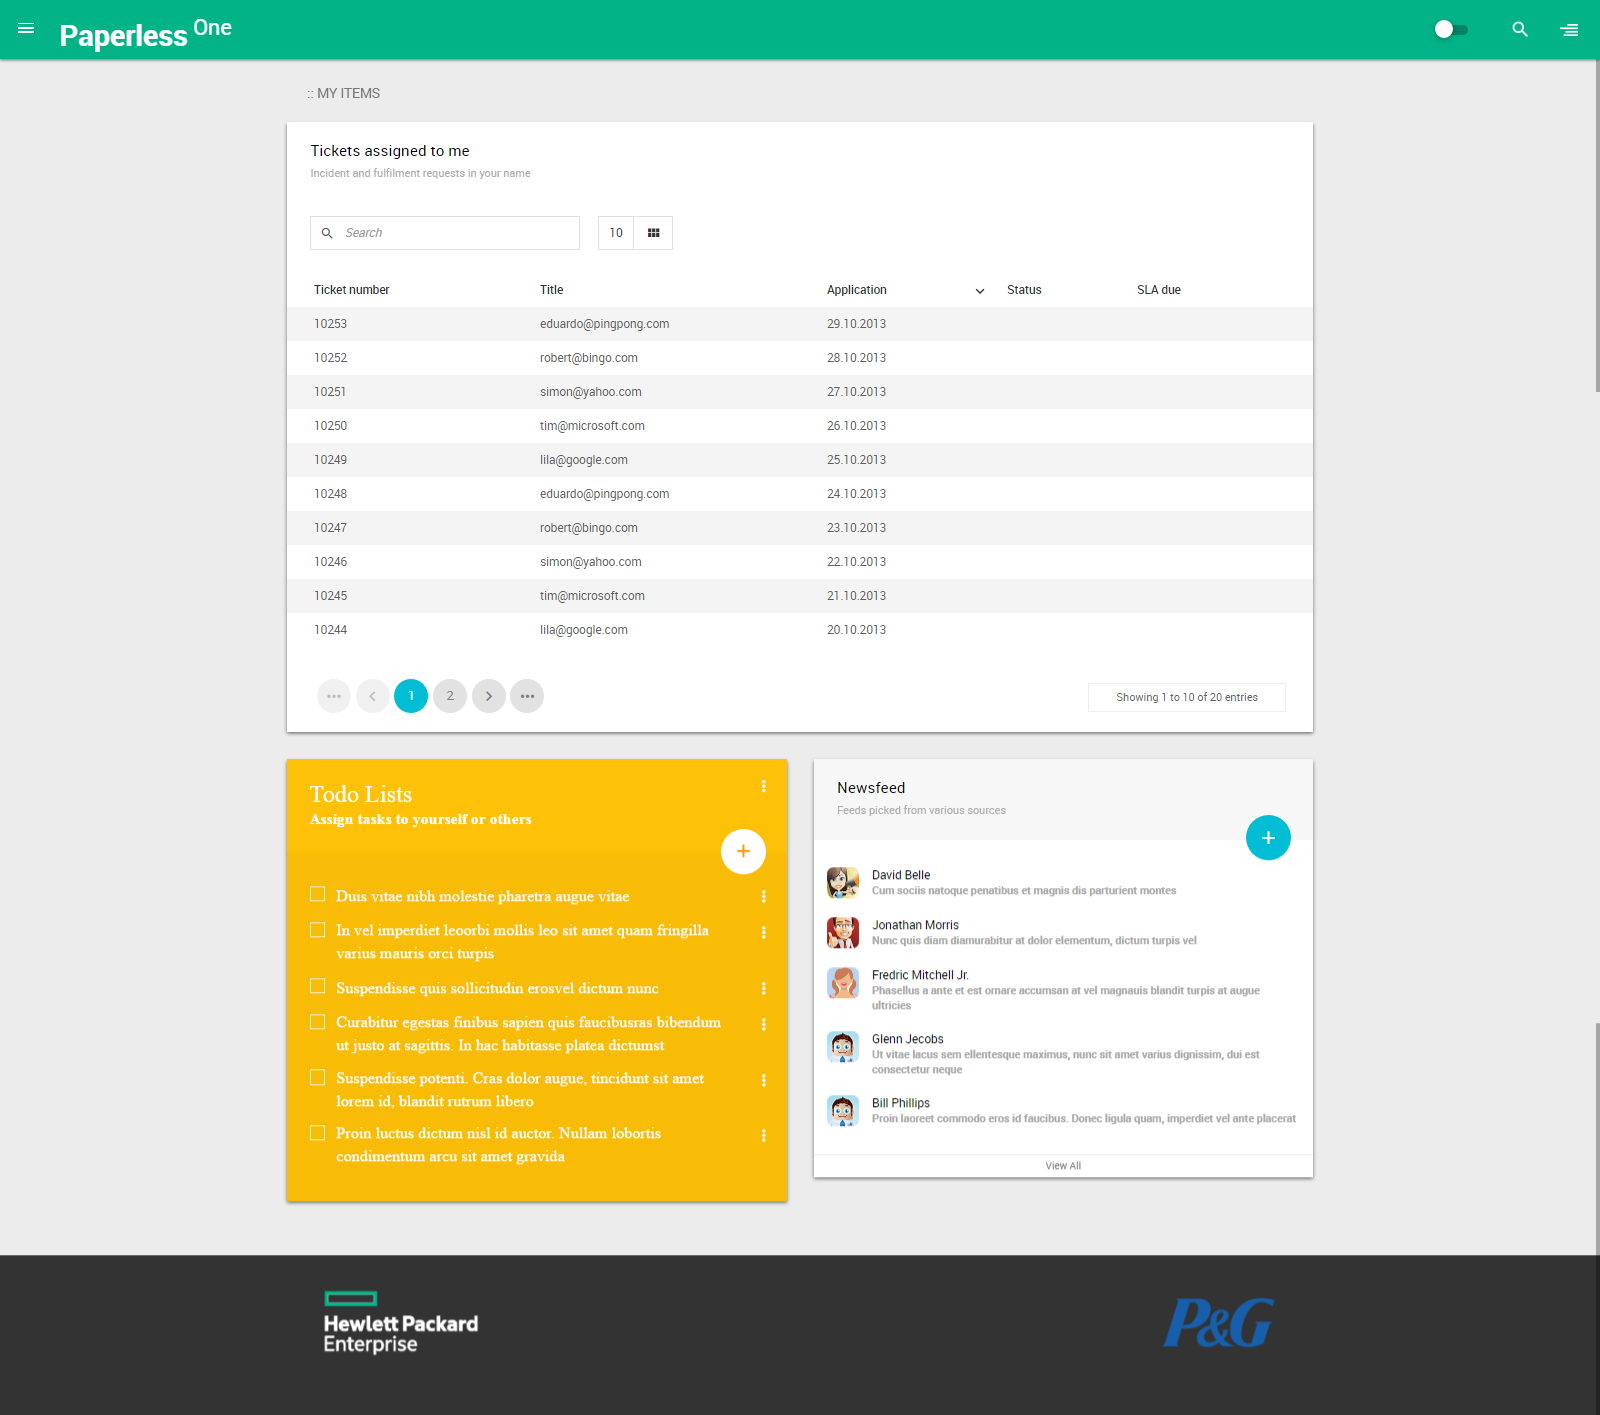 Paperless One
:: MY ITEMS
Tickets assigned to me
Incident and fulfilment requests in your name
Search 10
Ticket number Title Application Status SLA due
10253 eduardo@pingpong.com 29.10.2013
10252 robert@bingo.com 28.10.2013
10251 simon@yahoo.com 27.10.2013
10250 tim@microsoft.com 26.10.2013
10249 lila@google.com 25.10.2013
10248 eduardo@pingpong.com 24.10.2013
10247 robert@bingo.com 23.10.2013
10246 simon@yahoo.com 22.10.2013
10245 tim@microsoft.com 21.10.2013
10244 lila@google.com 20.10.2013
1 2 Showing 1 to 10 of 20 entries
Todo Lists
Assign tasks to yourself or others
Duis vitae nibh molestie pharetra augue vitae
In vel imperdiet leoorbi mollis leo sit amet quam fringilla
varius mauris orci turpis
Suspendisse quis sollicitudin erosvel dictum nunc
Curabitur egestas finibus sapien quis faucibusras bibendum
ut justo at sagittis. In hac habitasse platea dictumst
Suspendisse potenti. Cras dolor augue, tincidunt sit amet
lorem id, blandit rutrum libero
Proin luctus dictum nisl id auctor. Nullam lobortis
condimentum arcu sit amet gravida
Newsfeed
Feeds picked from various sources
David Belle
Cum sociis natoque penatibus et magnis dis parturient montes
Jonathan Morris
Nunc quis diam diamurabitur at dolor elementum, dictum turpis vel
Fredric Mitchell Jr.
Phasellus a ante et est ornare accumsan at vel magnauis blandit turpis at augue
ultricies
Glenn Jecobs
Ut vitae lacus sem ellentesque maximus, nunc sit amet varius dignissim, dui est
consectetur neque
Bill Phillips
Proin laoreet commodo eros id faucibus. Donec ligula quam, imperdiet vel ante placerat
View All
Hewlett Packard
Enterprise
P&G